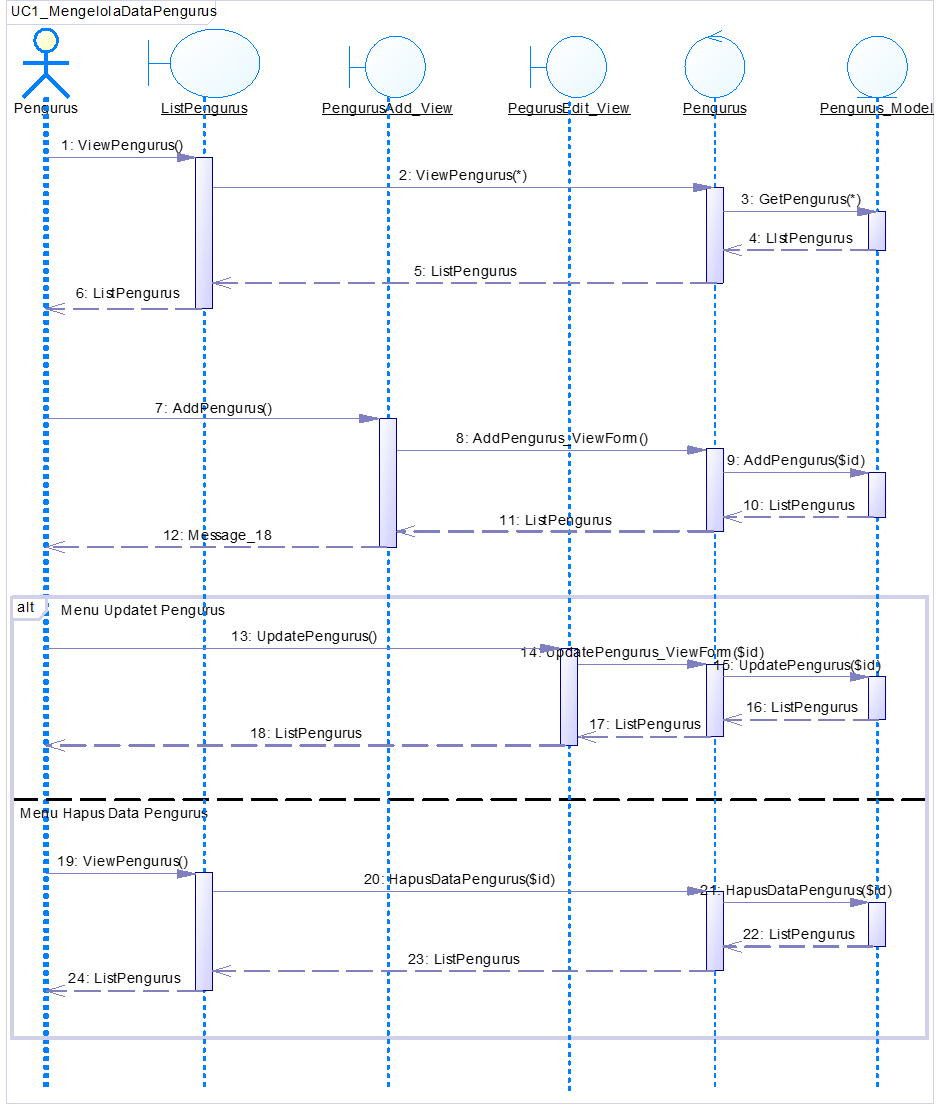 UC1_MengelolaDataPengurus
Pengurus
ListPengurus
PengurusAdd_View
PegurusEdit_View
Pengurus
Pengurus_Model
1: ViewPengurus()
2: ViewPengurus(*)
3: GetPengurus(*)
4: LIstPengurus
5: ListPengurus
6: ListPengurus
7: AddPengurus()
8: AddPengurus_ViewForm()
9: AddPengurus($id)
10: ListPengurus
11: ListPengurus
12: Message_18
alt
Menu Updatet Pengurus
13: UpdatePengurus()
14: UpdatePengurus_ViewForm($id)
15: UpdatePengurus($id)
16: ListPengurus
17: ListPengurus
18: ListPengurus
Menu Hapus Data Pengurus
19: ViewPengurus()
20: HapusDataPengurus($id)
21: HapusDataPengurus($id)
22: ListPengurus
23: ListPengurus
24: ListPengurus